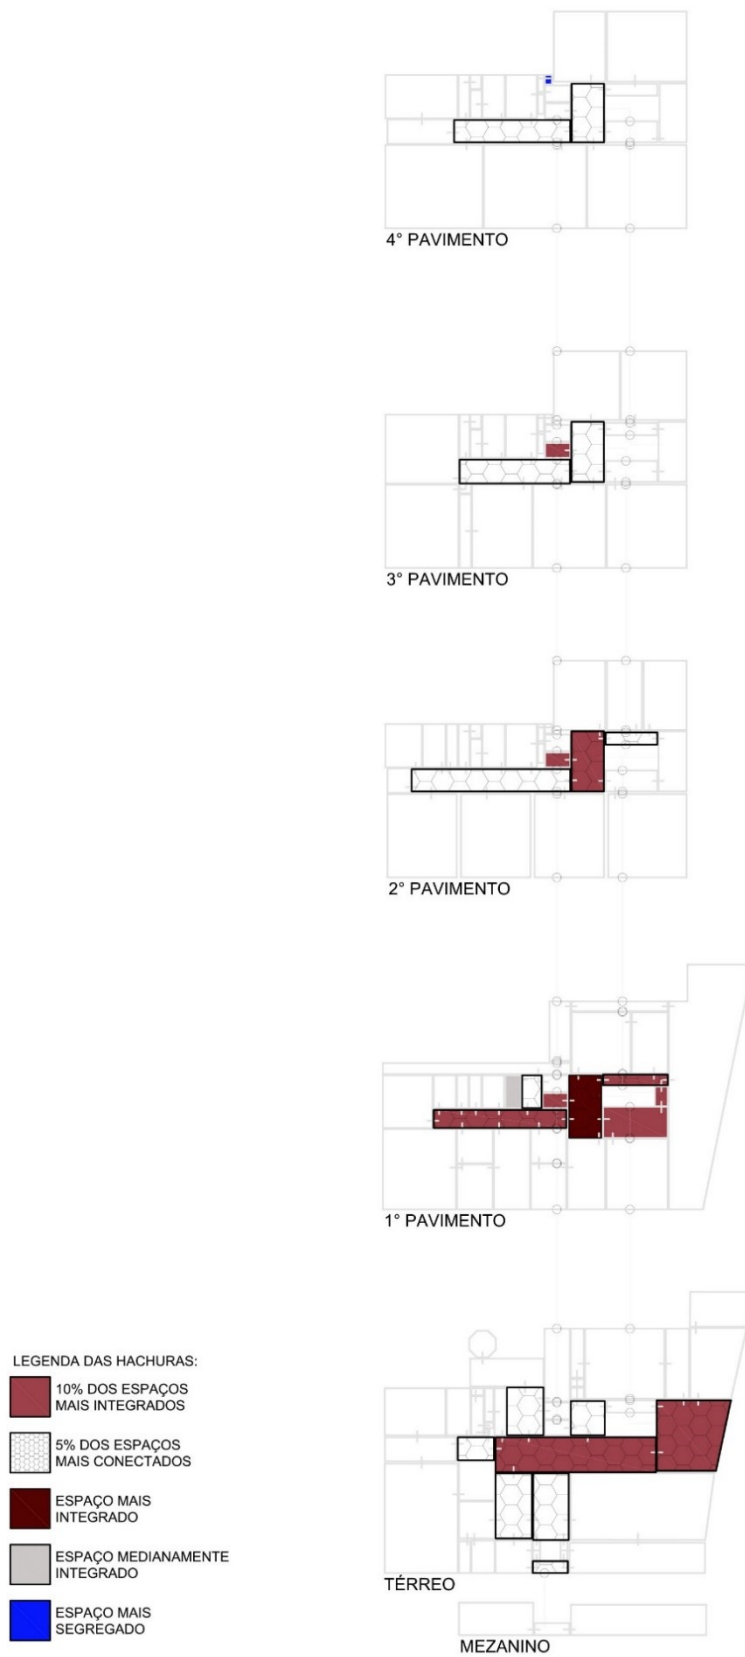 4° PAVIMENTO
3° PAVIMENTO
2° PAVIMENTO
1° PAVIMENTO
LEGENDA DAS HACHURAS:
10% DOS ESPAÇOS
MAIS INTEGRADOS
5% DOS ESPAÇOS
MAIS CONECTADOS
ESPAÇO MAIS
INTEGRADO
ESPAÇO MEDIANAMENTE
INTEGRADO
ESPAÇO MAIS
SEGREGADO
TÉRREO
MEZANINO